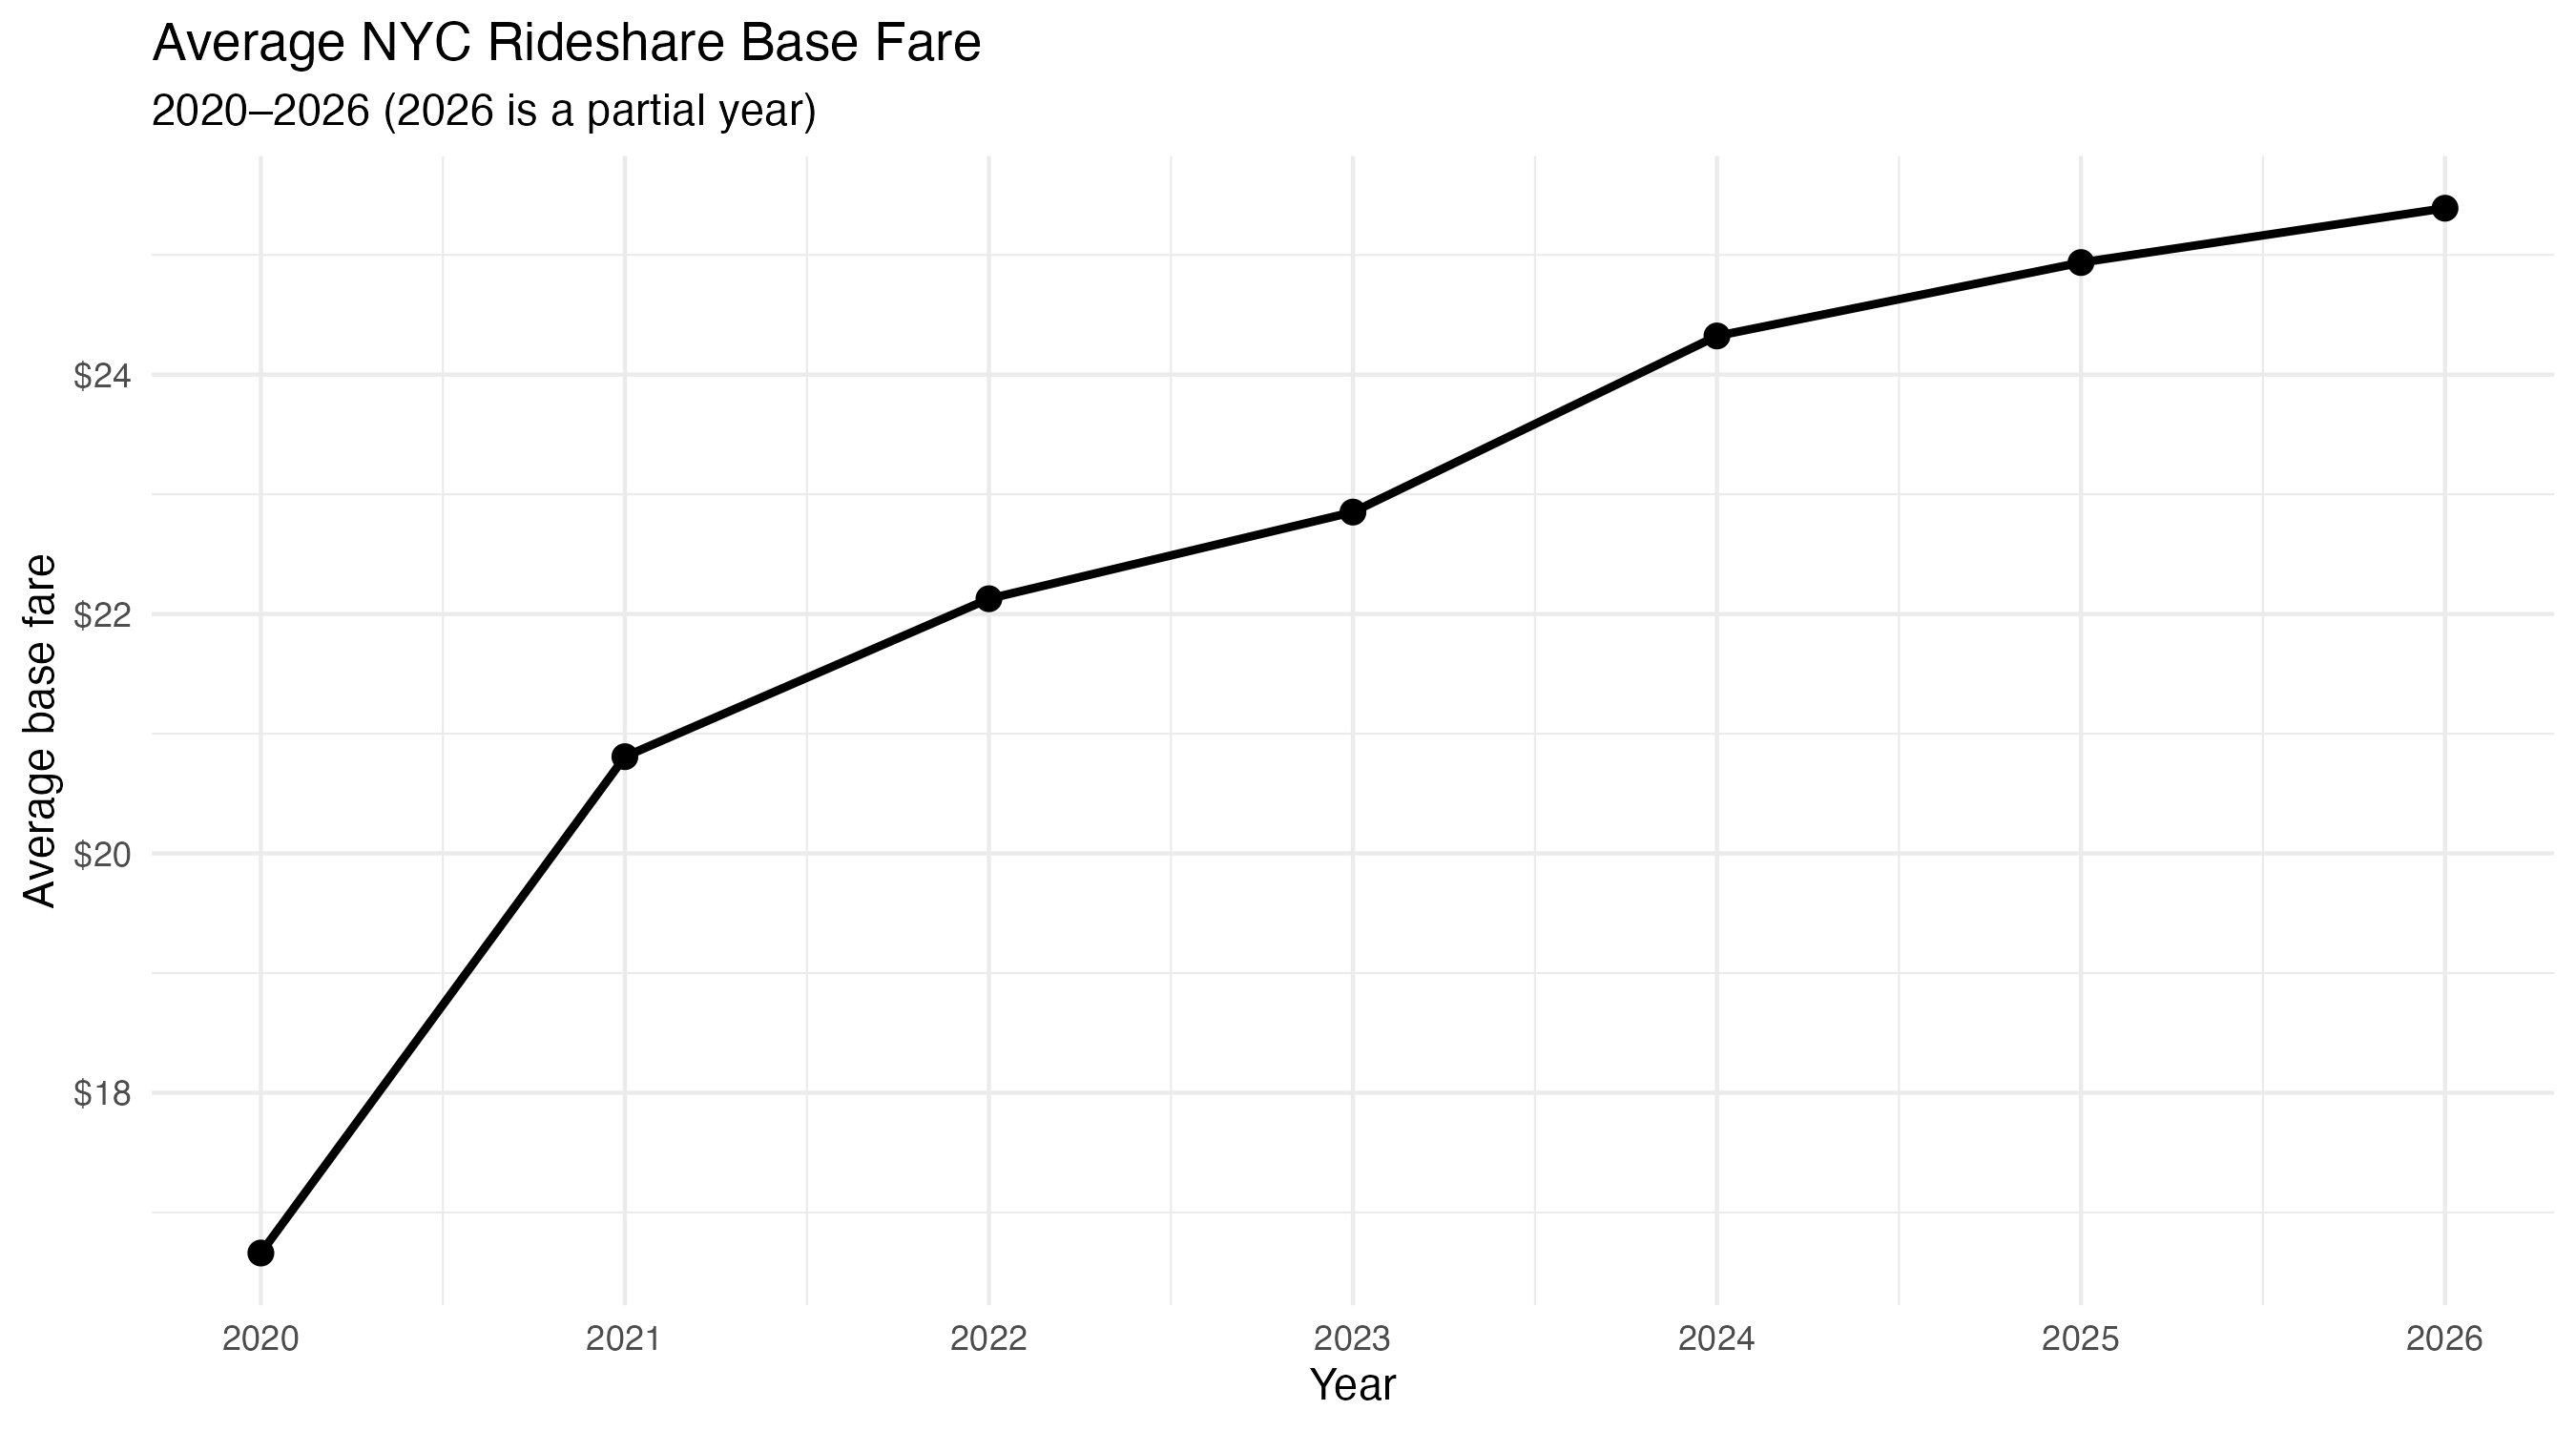 Average NYC Rideshare Base Fare
2020–2026 (2026 is a partial year)
Average base fare
$24
$22
$20
$18
2020 2021 2022 2023 2024 2025 2026
Year